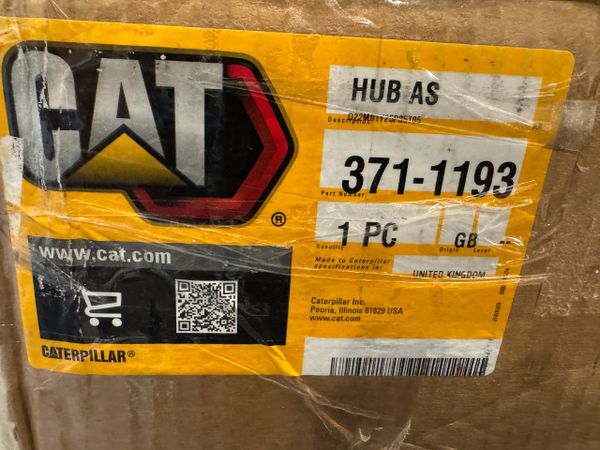 CAT
®
www.cat.com
CATERPILLAR®
HUB AS
Description
371-1193
Part Number
1 PC
Quantity
GB
Origin
Level
--
Made to Caterpillar
specifications in:
UNITED KINGDOM
Caterpillar Inc.
Peoria, Illinois 61629 USA
www.cat.com